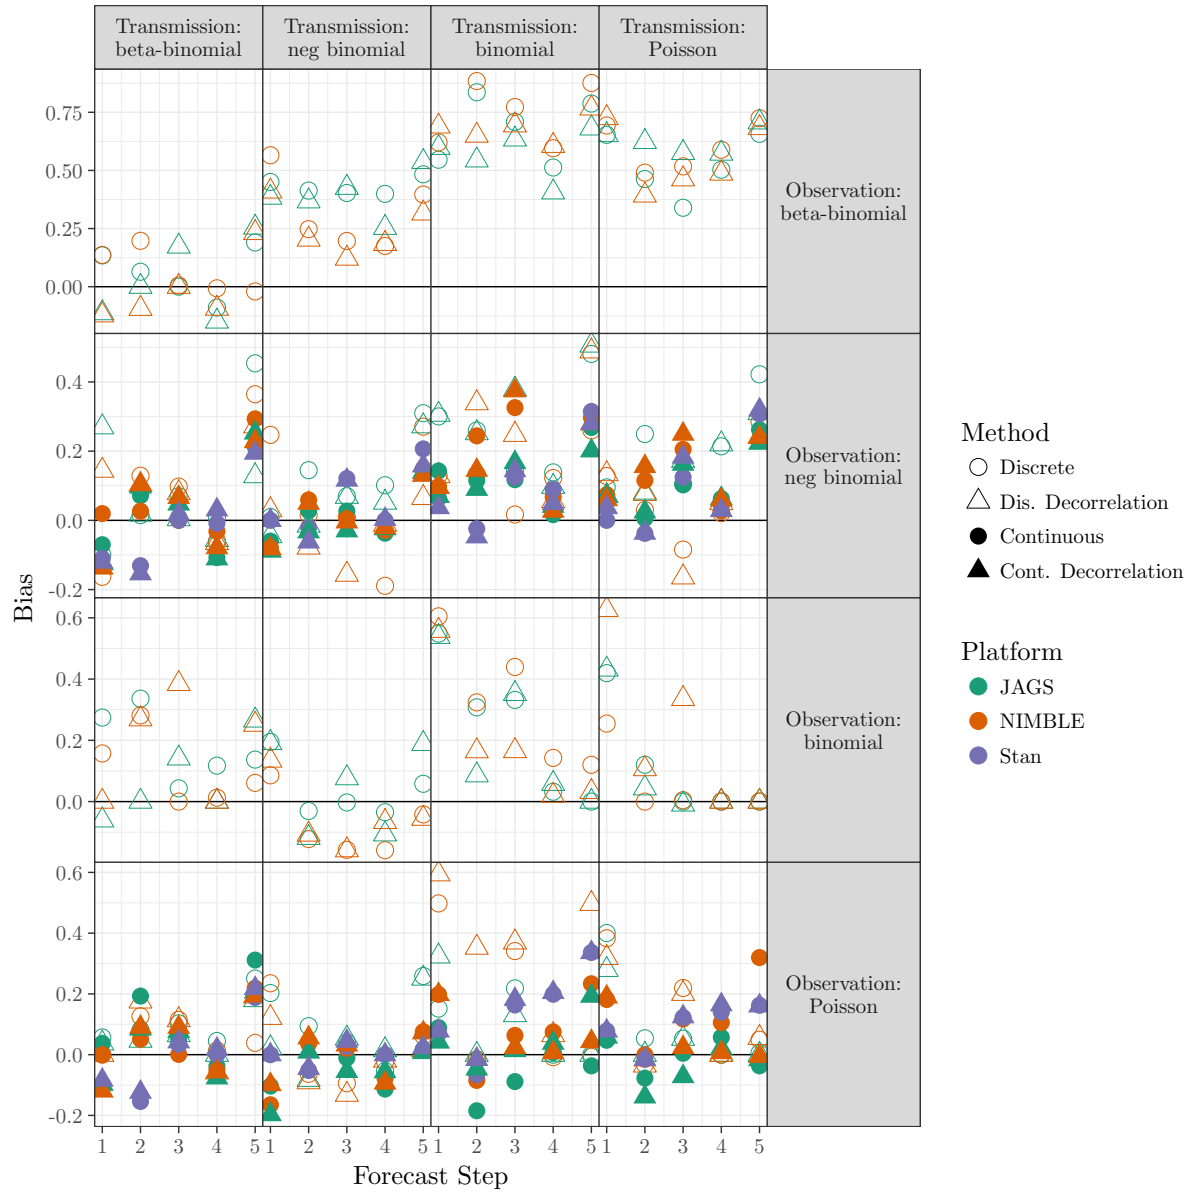 Transmission:
beta-binomial
Transmission:
neg binomial
Transmission:
binomial
Transmission:
Poisson
0.75
0.50
0.25
0.00
Observation:
beta-binomial
0.4
0.2
0.0
-0.2
Observation:
neg binomial
0.6
0.4
0.2
0.0
Observation:
binomial
0.6
0.4
0.2
0.0
-0.2
Observation:
Poisson
Bias
1 2 3 4 5 1 2 3 4 5 1 2 3 4 5 1 2 3 4 5
Forecast Step
Method
Discrete
Dis. Decorrelation
Continuous
Cont. Decorrelation
Platform
JAGS
NIMBLE
Stan